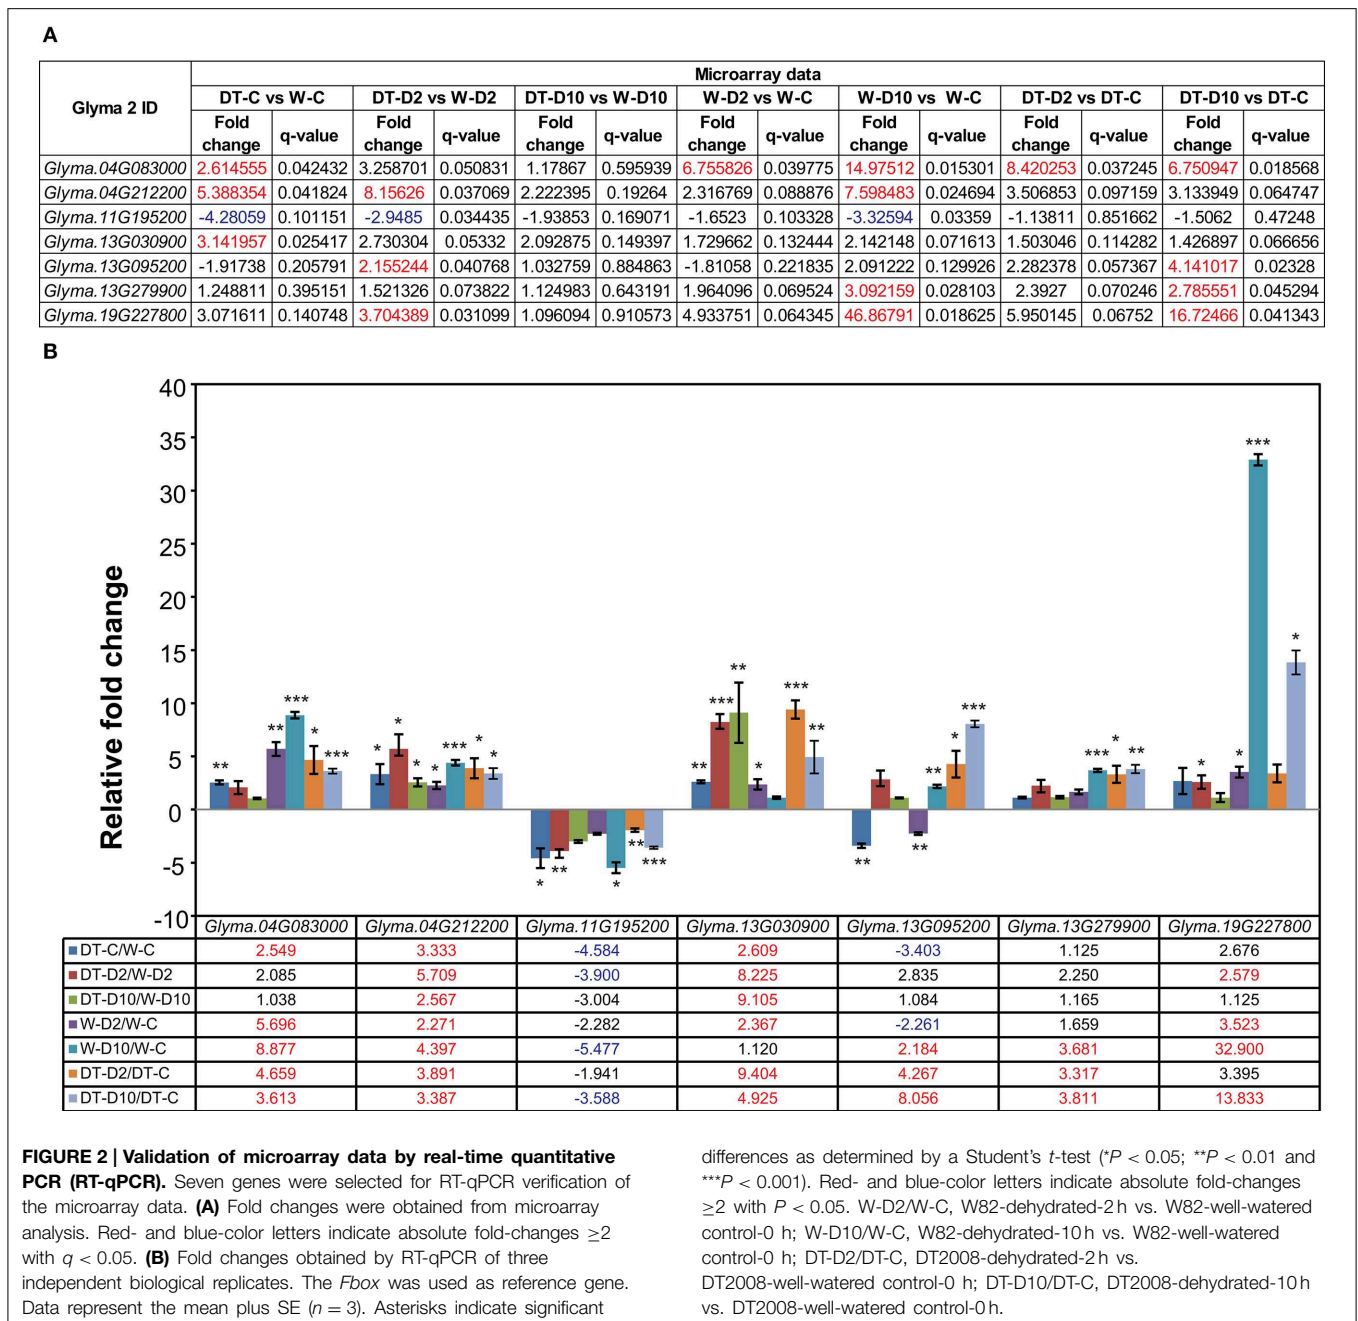 A
Glyma 2 ID Microarray data
DT-C vs W-C DT-D2 vs W-D2 DT-D10 vs W-D10 W-D2 vs W-C W-D10 vs W-C DT-D2 vs DT-C DT-D10 vs DT-C
Fold change q-value Fold change q-value Fold change q-value Fold change q-value Fold change q-value Fold change q-value Fold change q-value
Glyma.04G083000 2.614555 0.042432 3.258701 0.050831 1.17867 0.595939 6.755826 0.039775 14.97512 0.015301 8.420253 0.037245 6.750947 0.018568
Glyma.04G212200 5.388354 0.041824 8.15626 0.037069 2.222395 0.19264 2.316769 0.088876 7.598483 0.024694 3.506853 0.097159 3.133949 0.064747
Glyma.11G195200 -4.28059 0.101151 -2.9485 0.034435 -1.93853 0.169071 -1.6523 0.103328 -3.32594 0.03359 -1.13811 0.851662 -1.5062 0.47248
Glyma.13G030900 3.141957 0.025417 2.730304 0.05332 2.092875 0.149397 1.729662 0.132444 2.142148 0.071613 1.503046 0.114282 1.426897 0.066656
Glyma.13G095200 -1.91738 0.205791 2.155244 0.040768 1.032759 0.884863 -1.81058 0.221835 2.091222 0.129926 2.282378 0.057367 4.141017 0.02328
Glyma.13G279900 1.248811 0.395151 1.521326 0.073822 1.124983 0.643191 1.964096 0.069524 3.092159 0.028103 2.3927 0.070246 2.785551 0.045294
Glyma.19G227800 3.071611 0.140748 3.704389 0.031099 1.096094 0.910573 4.933751 0.064345 46.86791 0.018625 5.950145 0.06752 16.72466 0.041343
B
Relative fold change
40
35
30
25
20
15
10
5
0
-5
-10
** ** *** * ***
* * * * *** * *
* ** * ** ***
** *** ** * *** **
** ** ** * ***
*** * **
* * *** *
Glyma.04G083000 Glyma.04G212200 Glyma.11G195200 Glyma.13G030900 Glyma.13G095200 Glyma.13G279900 Glyma.19G227800
DT-C/W-C 2.549 3.333 -4.584 2.609 -3.403 1.125 2.676
DT-D2/W-D2 2.085 5.709 -3.900 8.225 2.835 2.250 2.579
DT-D10/W-D10 1.038 2.567 -3.004 9.105 1.084 1.165 1.125
W-D2/W-C 5.696 2.271 -2.282 2.367 -2.261 1.659 3.523
W-D10/W-C 8.877 4.397 -5.477 1.120 2.184 3.681 32.900
DT-D2/DT-C 4.659 3.891 -1.941 9.404 4.267 3.317 3.395
DT-D10/DT-C 3.613 3.387 -3.588 4.925 8.056 3.811 13.833
FIGURE 2 | Validation of microarray data by real-time quantitative
PCR (RT-qPCR). Seven genes were selected for RT-qPCR verification of
the microarray data. (A) Fold changes were obtained from microarray
analysis. Red- and blue-color letters indicate absolute fold-changes ≥2
with q < 0.05. (B) Fold changes obtained by RT-qPCR of three
independent biological replicates. The Fbox was used as reference gene.
Data represent the mean plus SE (n = 3). Asterisks indicate significant
differences as determined by a Student's t-test (*P < 0.05; **P < 0.01 and
***P < 0.001). Red- and blue-color letters indicate absolute fold-changes
≥2 with P < 0.05. W-D2/W-C, W82-dehydrated-2 h vs. W82-well-watered
control-0 h; W-D10/W-C, W82-dehydrated-10 h vs. W82-well-watered
control-0 h; DT-D2/DT-C, DT2008-dehydrated-2 h vs.
DT2008-well-watered control-0 h; DT-D10/DT-C, DT2008-dehydrated-10 h
vs. DT2008-well-watered control-0 h.